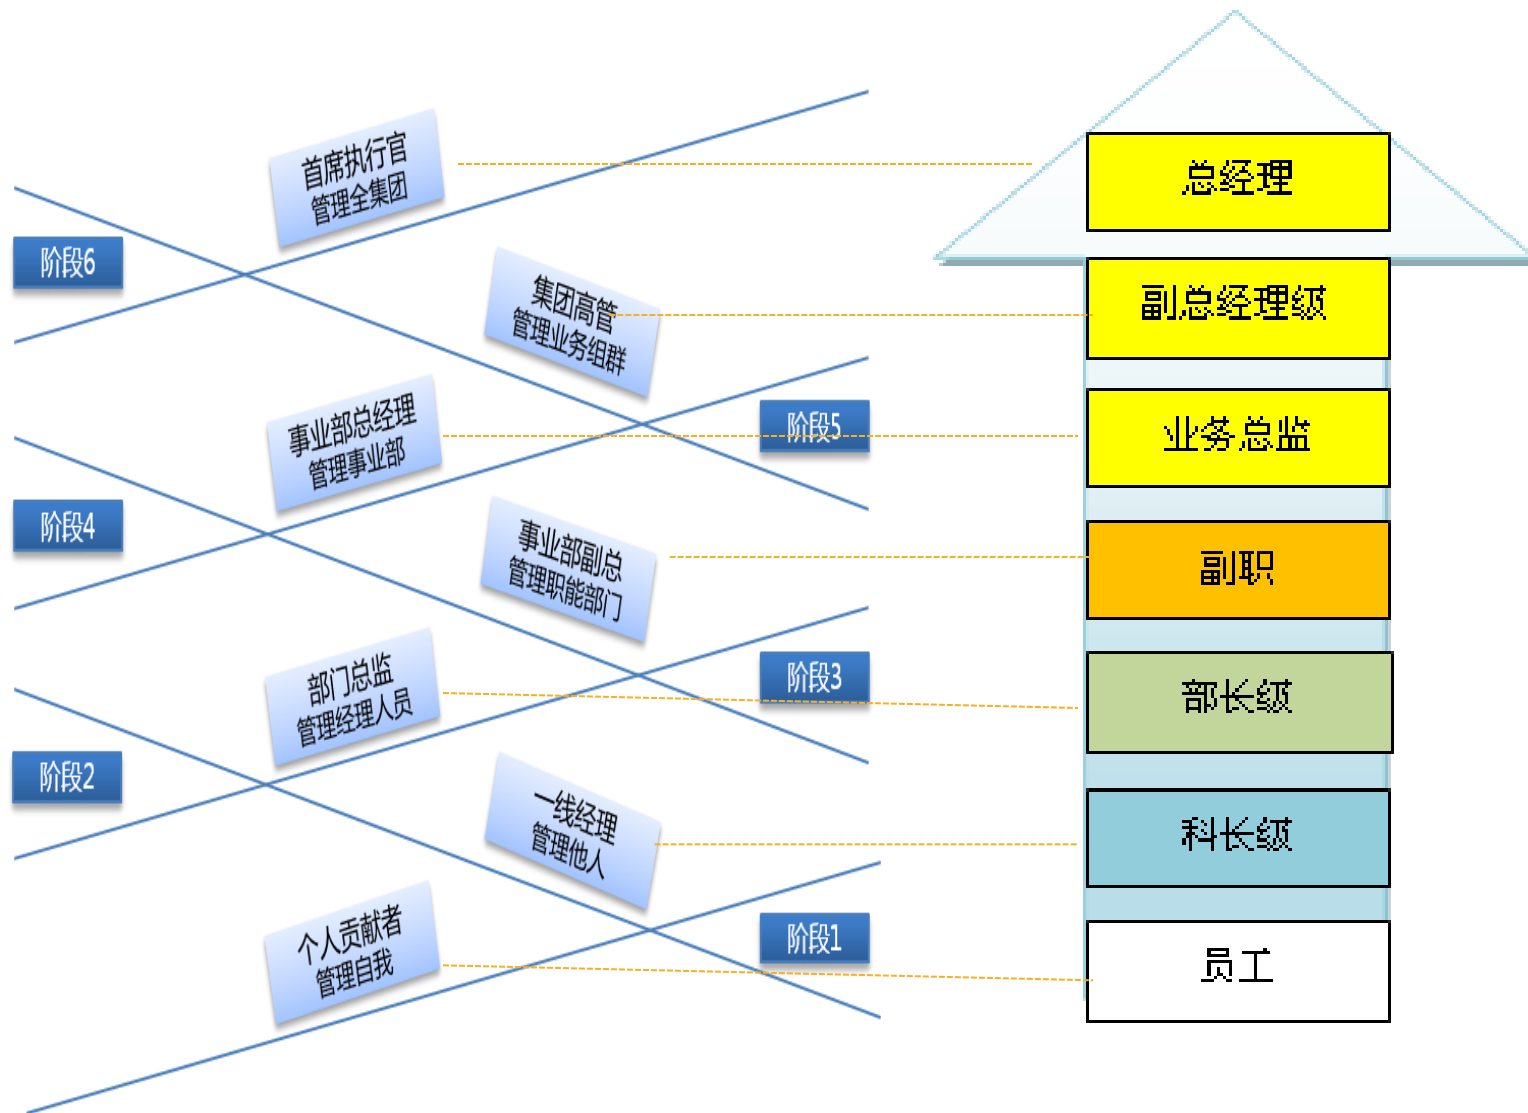 首席执行官
管理全集团
总经理
阶段6
集团高管
管理业务组群
副总经理级
事业部总经理
管理事业部
阶段5
业务总监
阶段4
事业部副总
管理职能部门
副职
部门总监
管理经理人员
阶段3
部长级
阶段2
一线经理
管理他人
科长级
个人贡献者
管理自我
阶段1
员工